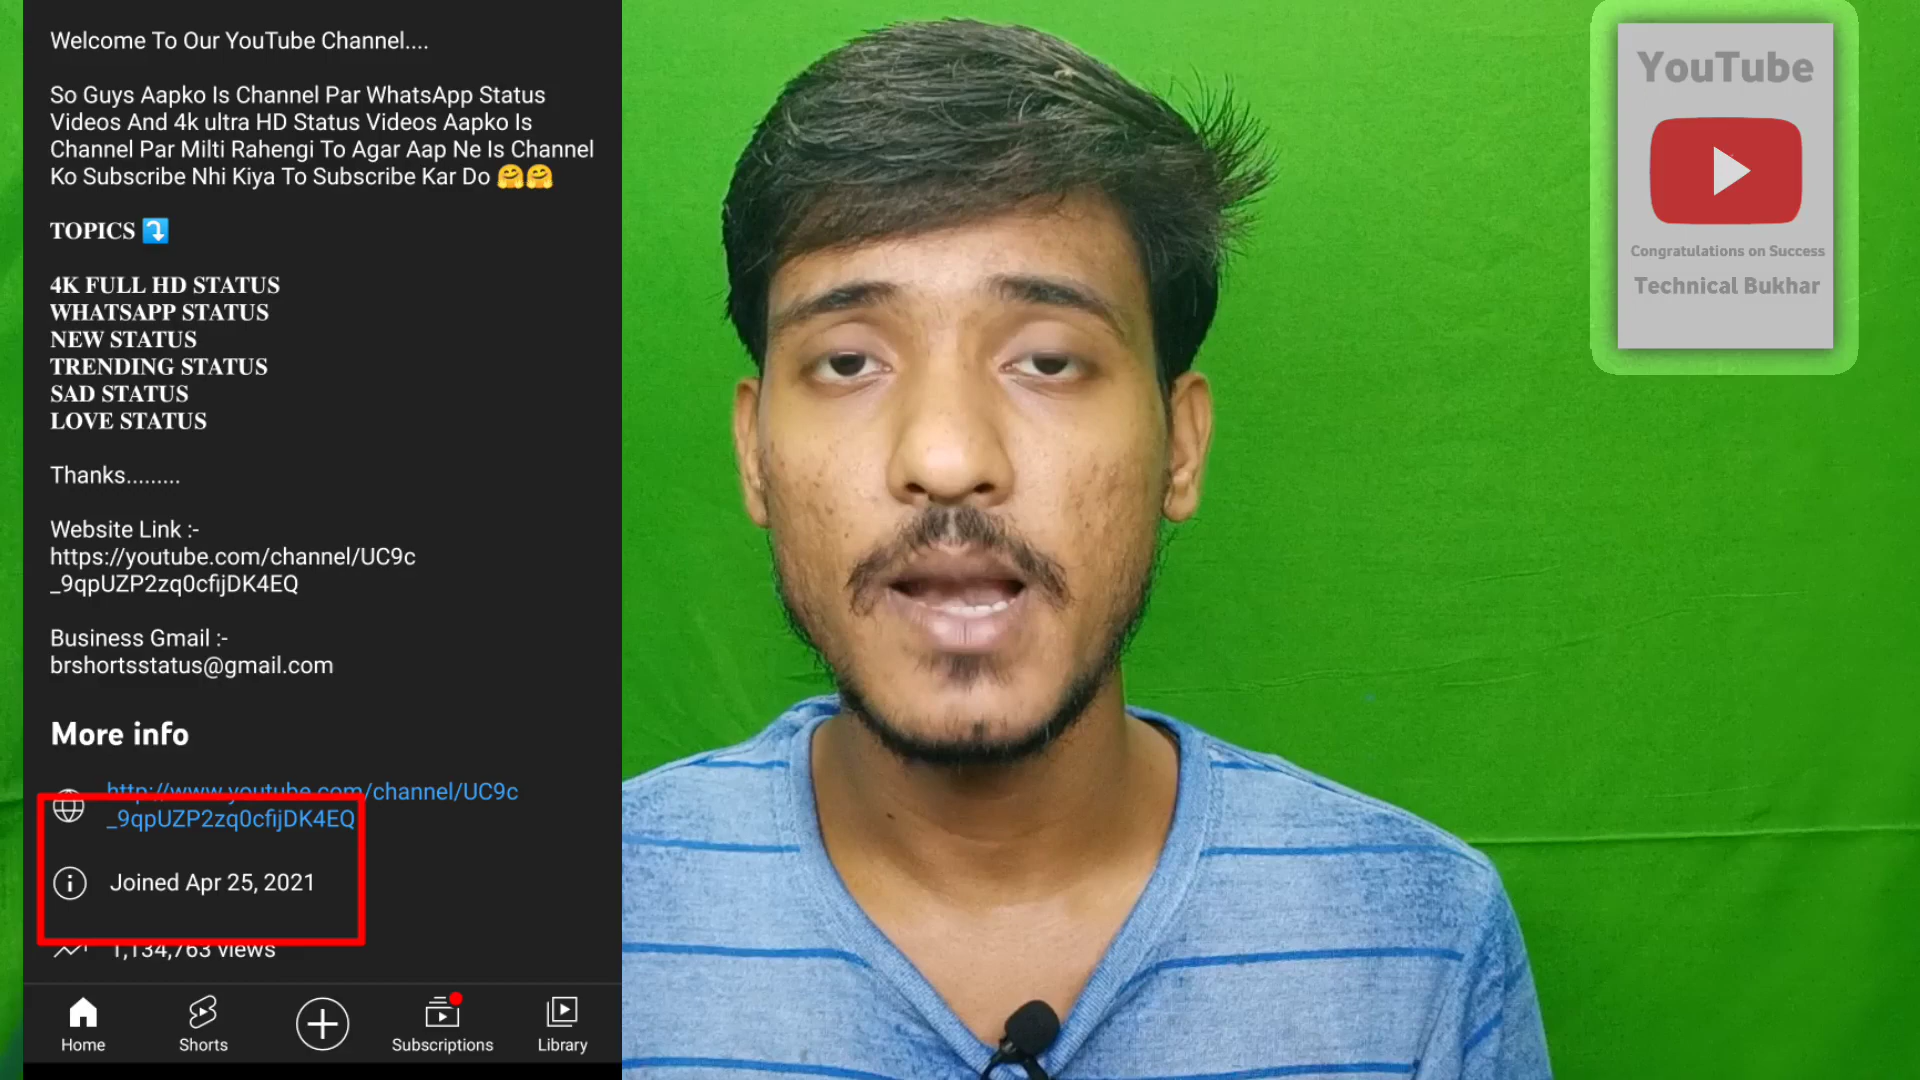 Welcome To Our YouTube Channel....
So Guys Aapko Is Channel Par WhatsApp Status
Videos And 4k ultra HD Status Videos Aapko Is
Channel Par Milti Rahengi To Agar Aap Ne Is Channel
Ko Subscribe Nhi Kiya To Subscribe Kar Do 🤗🤗
TOPICS ⤵️
4K FULL HD STATUS
WHATSAPP STATUS
NEW STATUS
TRENDING STATUS
SAD STATUS
LOVE STATUS
Thanks.........
Website Link :-
https://youtube.com/channel/UC9c
_9qpUZP2zq0cfijDK4EQ
Business Gmail :-
brshortsstatus@gmail.com
More info
http://www.youtube.com/channel/UC9c
_9qpUZP2zq0cfijDK4EQ
Joined Apr 25, 2021
1,134,763 views
Home
Shorts
Subscriptions
Library
YouTube
Congratulations on Success
Technical Bukhar